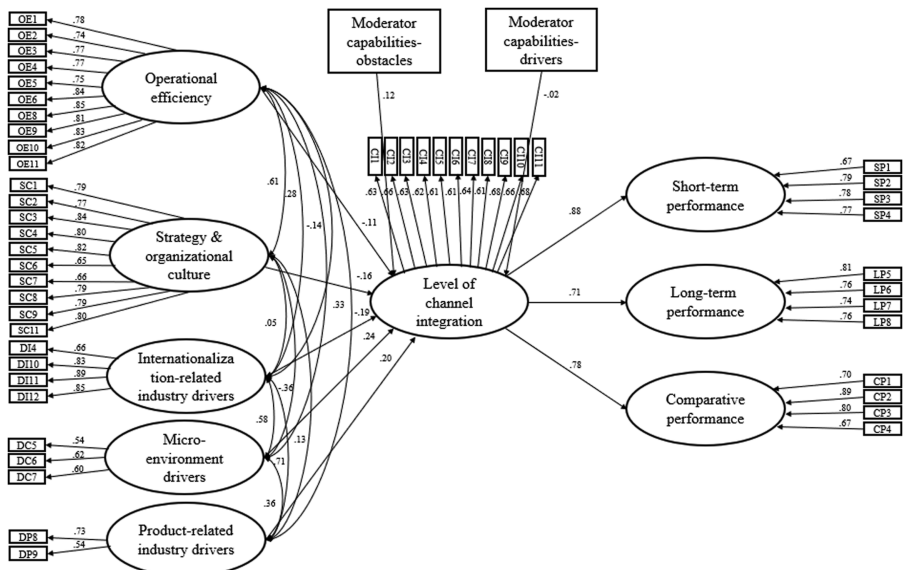 OE1
OE2
OE3
OE4
OE5
OE6
OE8
OE9
OE10
OE11
.78
.74
.77
.77
.75
.84
.85
.81
.83
.82
Operational
efficiency
SC1
SC2
SC3
SC4
SC5
SC6
SC7
SC8
SC9
SC11
.79
.77
.84
.80
.82
.65
.66
.79
.79
.80
Strategy &
organizational
culture
DI4
DI10
DI11
DI12
.66
.83
.89
.85
Internationaliza
tion-related
industry drivers
DC5
DC6
DC7
.54
.62
.60
Micro-
environment
drivers
DP8
DP9
.73
.54
Product-related
industry drivers
.61
.28
-.14
.33
.05
-.36
.13
.58
.71
.36
-.11
-.16
-.19
.24
.20
Moderator
capabilities-
obstacles
Moderator
capabilities-
drivers
.12
-.02
CI1
CI2
CI3
CI4
CI5
CI6
CI7
CI8
CI9
CI10
CI11
.63
.66
.63
.62
.61
.61
.64
.61
.68
.66
.68
Level of
channel
integration
.88
.71
.78
Short-term
performance
.67
.79
.78
.77
SP1
SP2
SP3
SP4
Long-term
performance
.81
.76
.74
.76
LP5
LP6
LP7
LP8
Comparative
performance
.70
.89
.80
.67
CP1
CP2
CP3
CP4